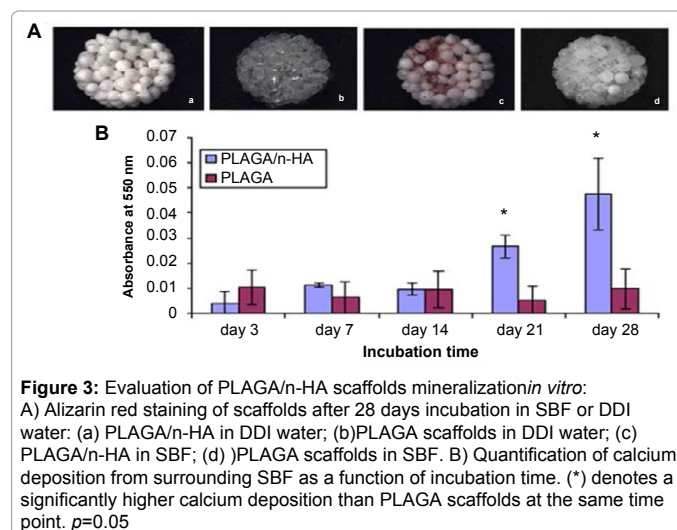 A
a
b
c
d
B
0.07
0.06
0.05
0.04
0.03
0.02
0.01
0
Absorbance at 550 nm
PLAGA/n-HA
PLAGA
*
*
day 3 day 7 day 14 day 21 day 28
Incubation time
Figure 3: Evaluation of PLAGA/n-HA scaffolds mineralizationin vitro:
A) Alizarin red staining of scaffolds after 28 days incubation in SBF or DDI
water: (a) PLAGA/n-HA in DDI water; (b)PLAGA scaffolds in DDI water; (c)
PLAGA/n-HA in SBF; (d) )PLAGA scaffolds in SBF. B) Quantification of calcium
deposition from surrounding SBF as a function of incubation time. (*) denotes a
significantly higher calcium deposition than PLAGA scaffolds at the same time
point. p=0.05